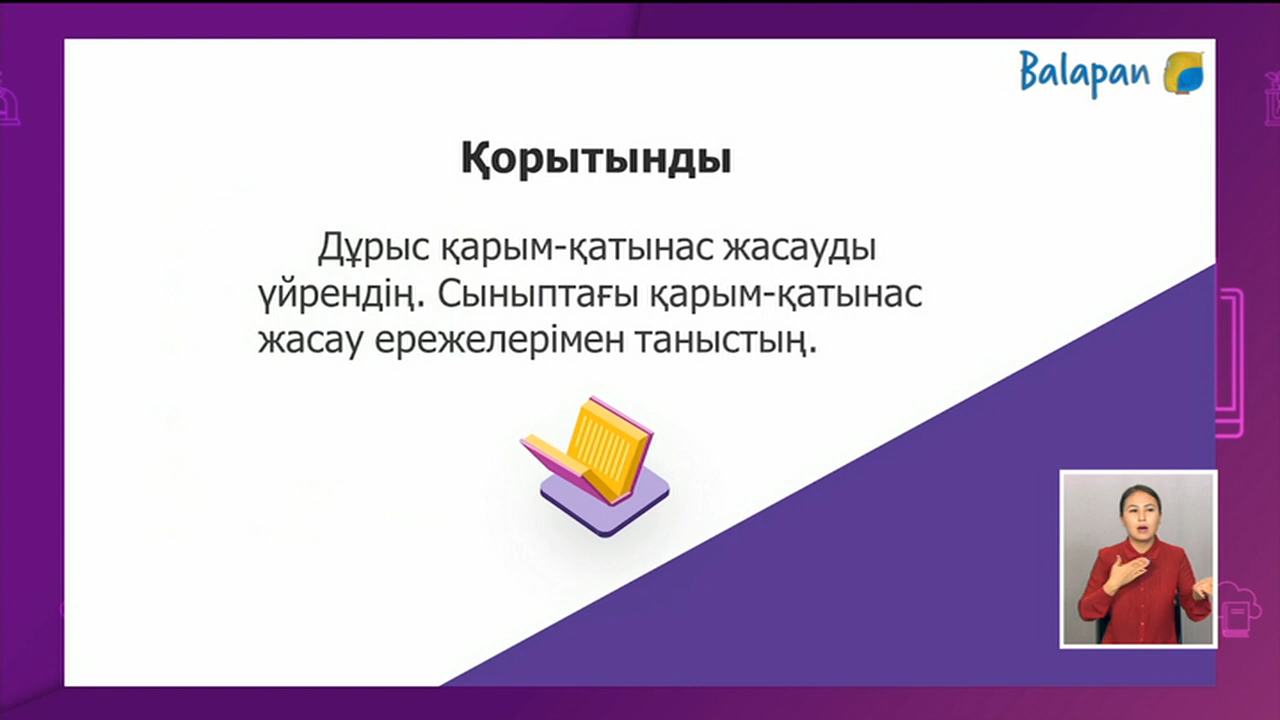 Balapan
Қорытынды
Дұрыс қарым-қатынас жасауды
үйрендің. Сыныптағы қарым-қатынас
жасау ережелерімен таныстың.